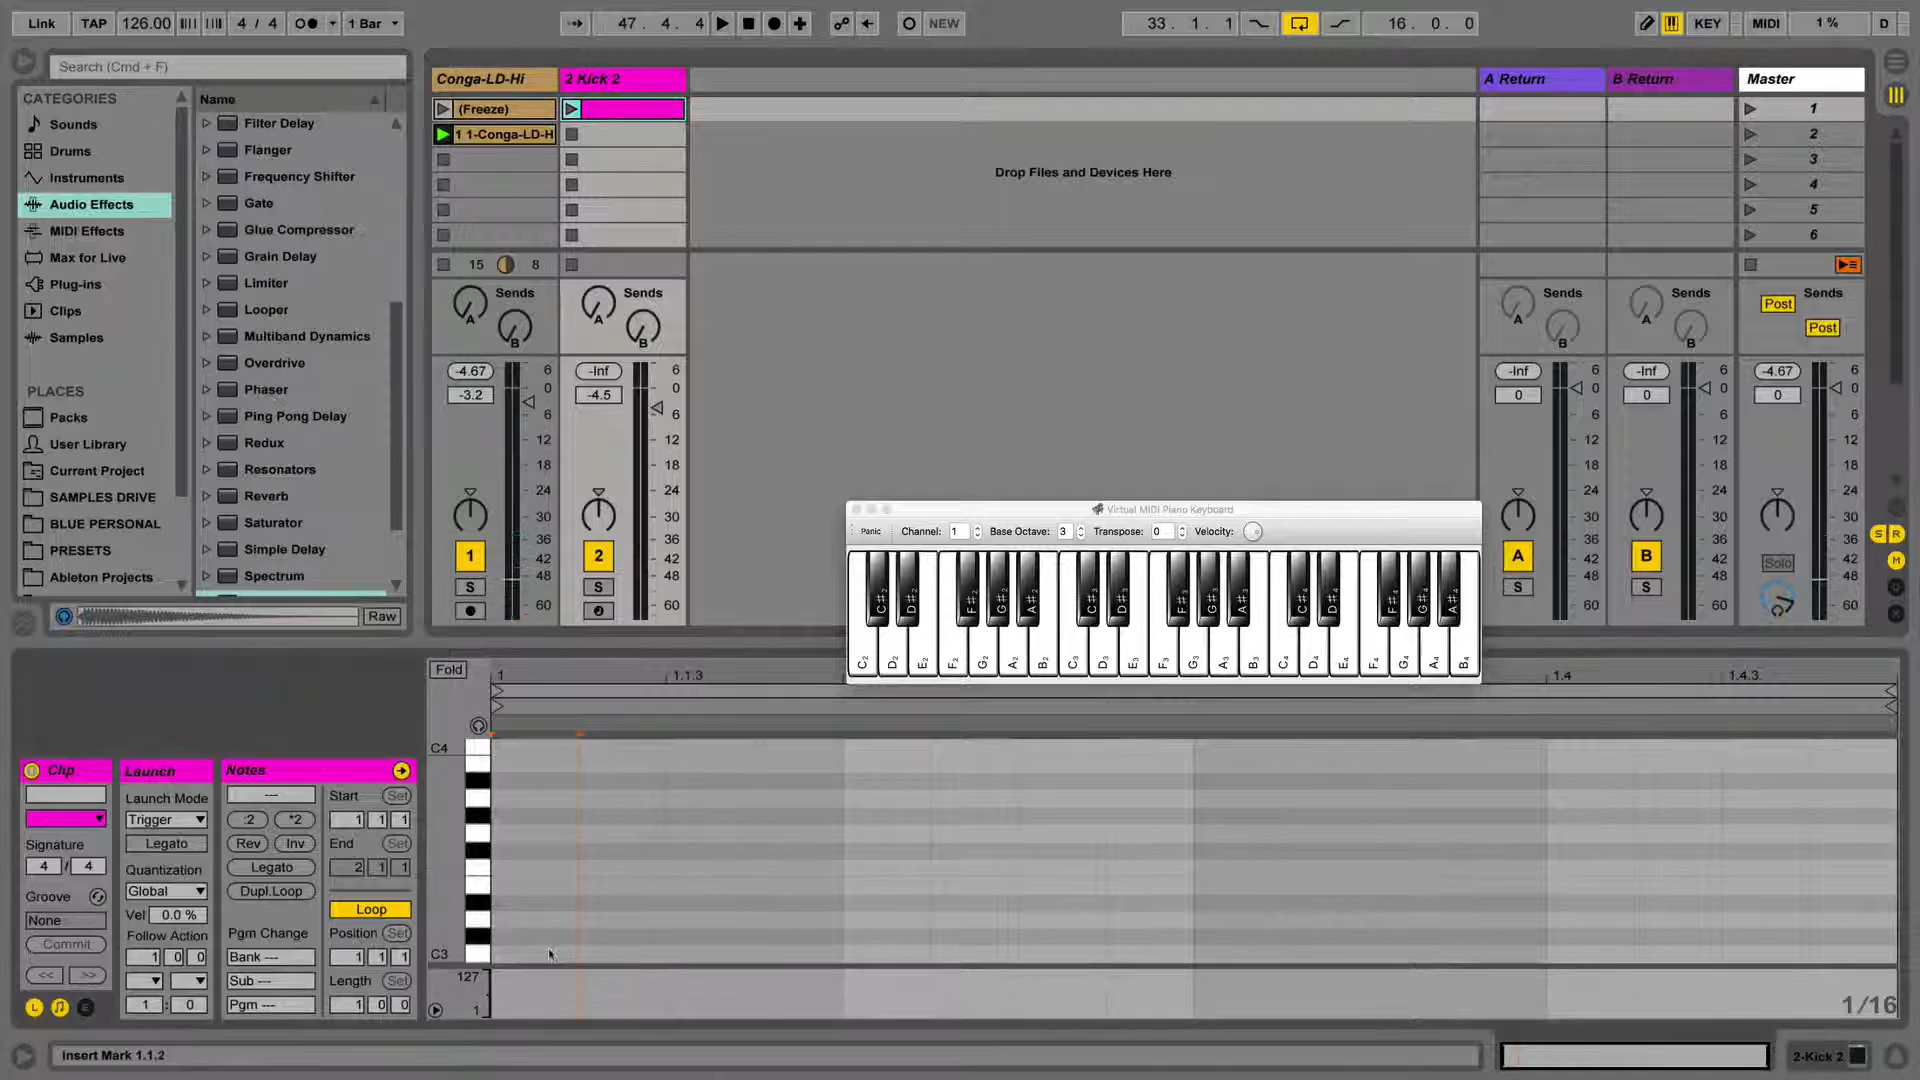 Link TAP 126.00 4 / 4 1 Bar 47. 4. 4 NEW 33. 1. 1 16. 0. 0 KEY MIDI 1 % D
Search (Cmd + F)
CATEGORIES
Sounds
Drums
Instruments
Audio Effects
MIDI Effects
Max for Live
Plug-ins
Clips
Samples
PLACES
Packs
User Library
Current Project
SAMPLES DRIVE
BLUE PERSONAL
PRESETS
Ableton Projects
Name
Filter Delay
Flanger
Frequency Shifter
Gate
Glue Compressor
Grain Delay
Limiter
Looper
Multiband Dynamics
Overdrive
Phaser
Ping Pong Delay
Redux
Resonators
Reverb
Saturator
Simple Delay
Spectrum
Raw
Conga-LD-Hi 2 Kick 2 A Return B Return Master
(Freeze) 1
1 1-Conga-LD-H 2
3
4
5
6
Drop Files and Devices Here
15 8
Sends Sends Sends Sends Sends
A B A B A B A B Post Post
-4.67 -Inf -Inf -Inf -4.67
-3.2 -4.5 0 0 0
6 6 6 6 6
0 0 0 0 0
6 6 6 6 6
12 12 12 12 12
18 18 18 18 18
24 24 24 24 24
30 30 30 30 30
36 36 36 36 36
42 42 42 42 42
48 48 48 48 48
60 60 60 60 60
1 2 A B Solo
S S S S
S R
M
Virtual MIDI Piano Keyboard
Panic Channel: 1 Base Octave: 3 Transpose: 0 Velocity:
C♯2 D♯2 F♯2 G♯2 A♯2 C♯3 D♯3 F♯3 G♯3 A♯3 C♯4 D♯4 F♯4 G♯4 A♯4
C2 D2 E2 F2 G2 A2 B2 C3 D3 E3 F3 G3 A3 B3 C4 D4 E4 F4 G4 A4 B4
Fold 1 1.1.3 1.4 1.4.3
C4
C3
127
1
1/16
Clip
Signature
4 / 4
Groove
None
Commit
<< >>
L
Launch
Launch Mode
Trigger
Legato
Quantization
Global
Vel 0.0 %
Follow Action
1 0 0
1 : 0
Notes
---
:2 *2
Rev Inv
Legato
Dupl.Loop
Pgm Change
Bank ---
Sub ---
Pgm ---
Start Set
1 1 1
End Set
2 1 1
Loop
Position Set
1 1 1
Length Set
1 0 0
Insert Mark 1.1.2
2-Kick 2